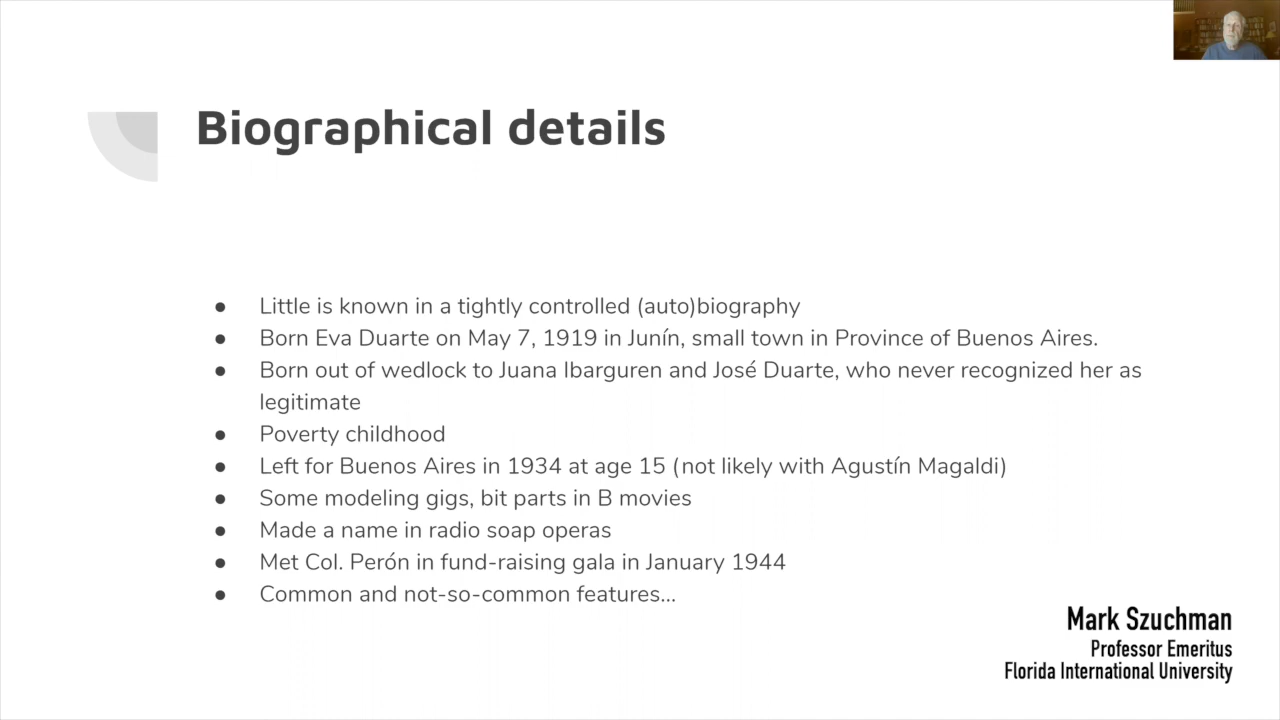 Biographical details
● Little is known in a tightly controlled (auto)biography
● Born Eva Duarte on May 7, 1919 in Junín, small town in Province of Buenos Aires.
● Born out of wedlock to Juana Ibarguren and José Duarte, who never recognized her as
legitimate
● Poverty childhood
● Left for Buenos Aires in 1934 at age 15 (not likely with Agustín Magaldi)
● Some modeling gigs, bit parts in B movies
● Made a name in radio soap operas
● Met Col. Perón in fund-raising gala in January 1944
● Common and not-so-common features...
Mark Szuchman
Professor Emeritus
Florida International University